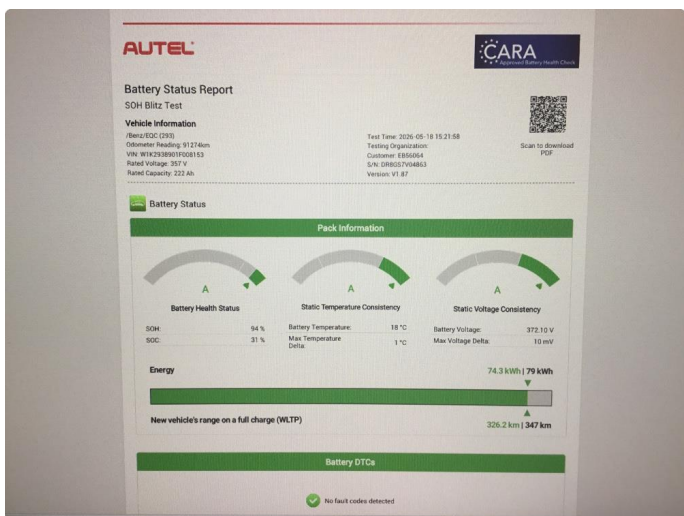 AUTEL
CARA
Approved Battery Health Check
Battery Status Report
SOH Blitz Test
Vehicle Information
/Benz/EQC (293)
Odometer Reading: 91274km
VIN: W1K2938901F008153
Rated Voltage: 357 V
Rated Capacity: 222 Ah
Test Time: 2026-05-18 15:21:58
Testing Organization:
Customer: EB56064
S/N: DRBGS7V04863
Version: V1.87
Scan to download
PDF
Battery Status
Pack Information
A
Battery Health Status
SOH: 94 %
SOC: 31 %
A
Static Temperature Consistency
Battery Temperature: 18 °C
Max Temperature
Delta: 1 °C
A
Static Voltage Consistency
Battery Voltage: 372.10 V
Max Voltage Delta: 10 mV
Energy
74.3 kWh | 79 kWh
New vehicle's range on a full charge (WLTP)
326.2 km | 347 km
Battery DTCs
No fault codes detected